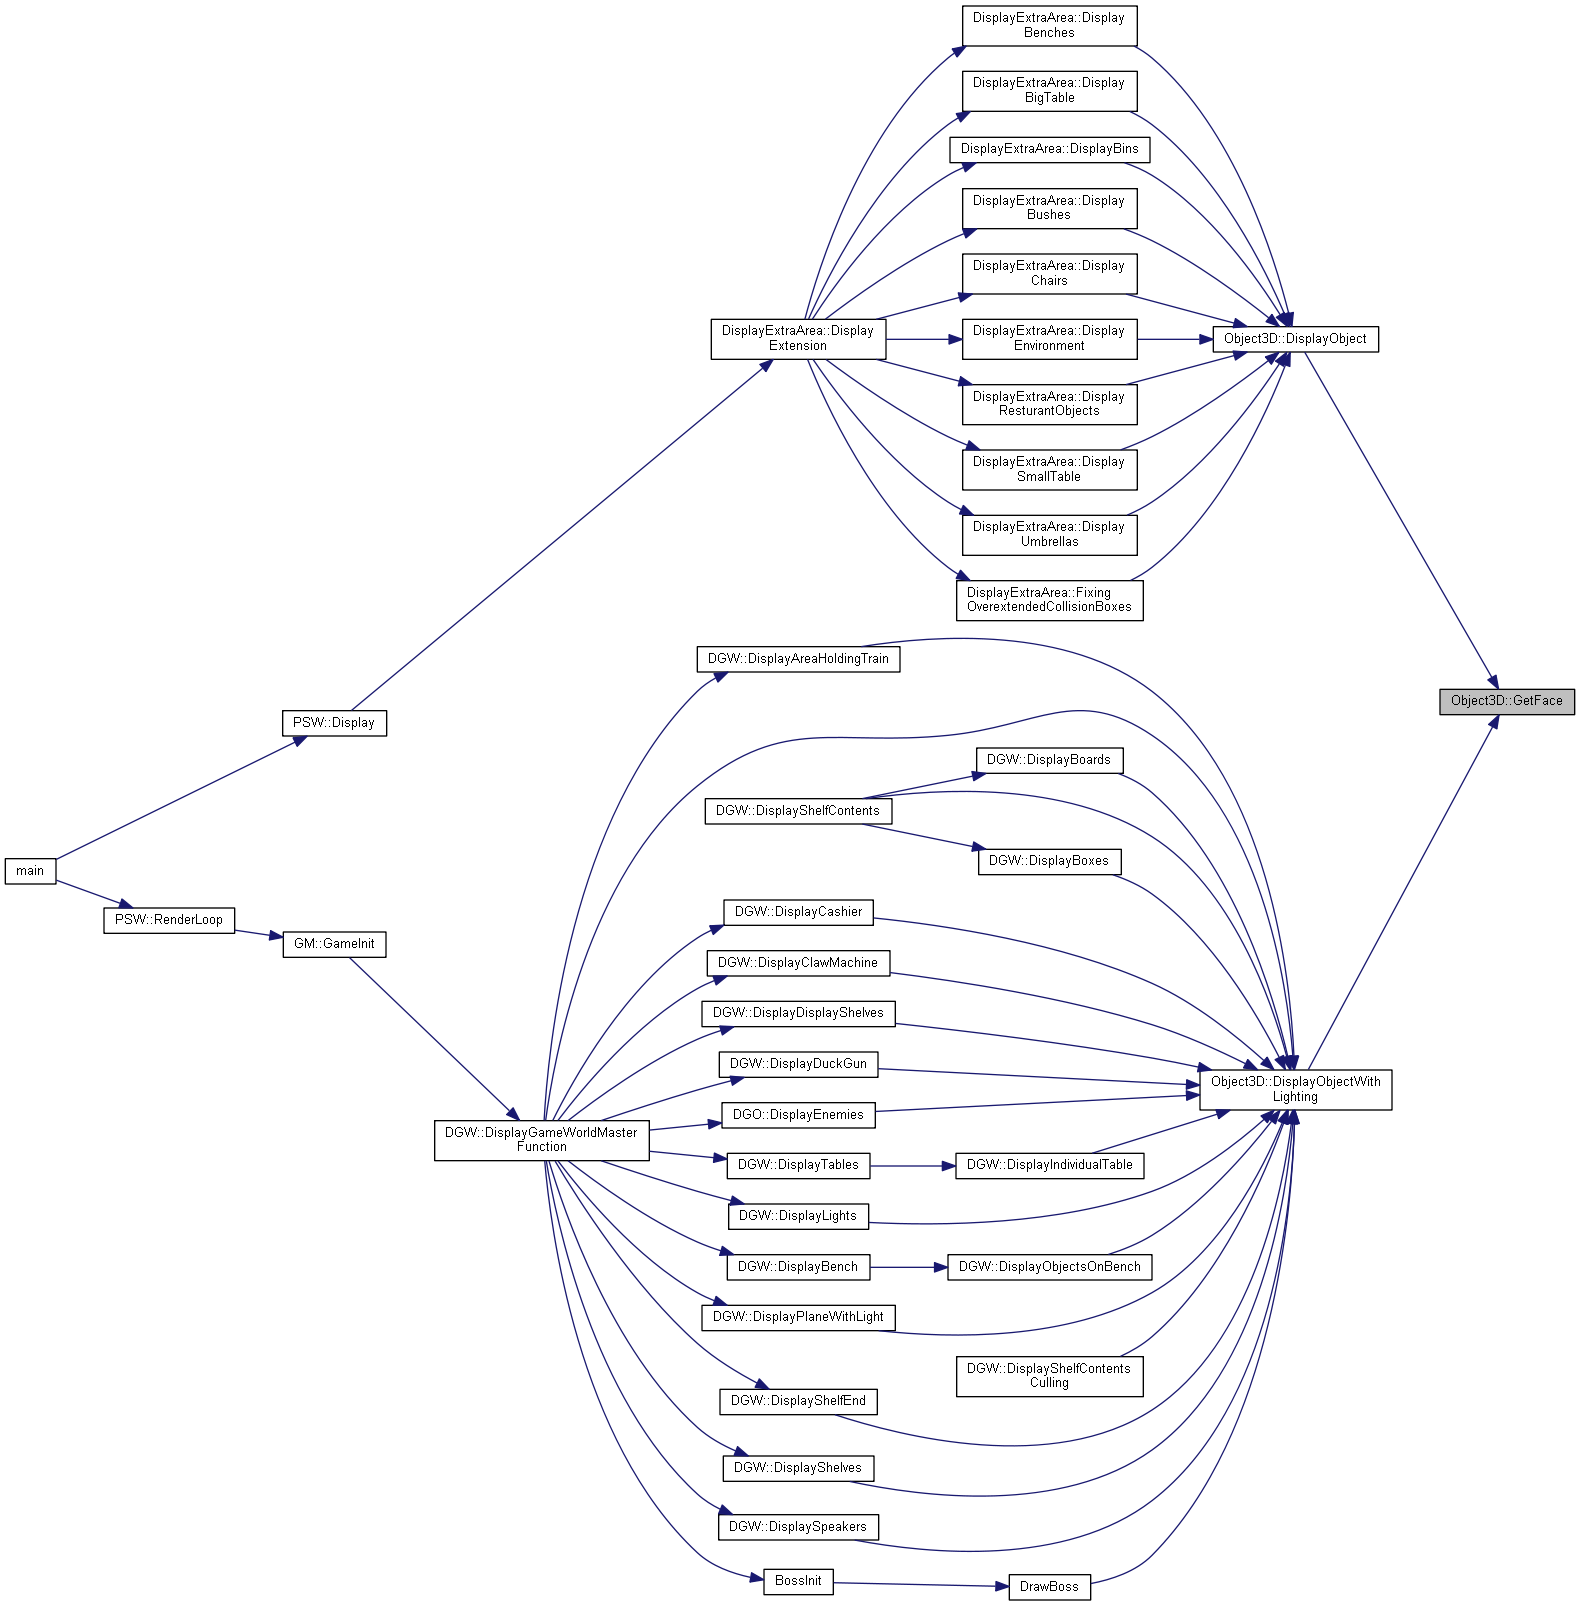 DisplayExtraArea::Display
Benches
DisplayExtraArea::Display
BigTable
DisplayExtraArea::DisplayBins
DisplayExtraArea::Display
Bushes
DisplayExtraArea::Display
Chairs
DisplayExtraArea::Display
Extension
DisplayExtraArea::Display
Environment
Object3D::DisplayObject
DisplayExtraArea::Display
ResturantObjects
DisplayExtraArea::Display
SmallTable
DisplayExtraArea::Display
Umbrellas
DisplayExtraArea::Fixing
OverextendedCollisionBoxes
DGW::DisplayAreaHoldingTrain
Object3D::GetFace
PSW::Display
DGW::DisplayBoards
DGW::DisplayShelfContents
DGW::DisplayBoxes
main
PSW::RenderLoop
GM::GameInit
DGW::DisplayCashier
DGW::DisplayClawMachine
DGW::DisplayDisplayShelves
DGW::DisplayDuckGun
Object3D::DisplayObjectWith
Lighting
DGO::DisplayEnemies
DGW::DisplayGameWorldMaster
Function
DGW::DisplayTables
DGW::DisplayIndividualTable
DGW::DisplayLights
DGW::DisplayBench
DGW::DisplayObjectsOnBench
DGW::DisplayPlaneWithLight
DGW::DisplayShelfContents
Culling
DGW::DisplayShelfEnd
DGW::DisplayShelves
DGW::DisplaySpeakers
BossInit
DrawBoss